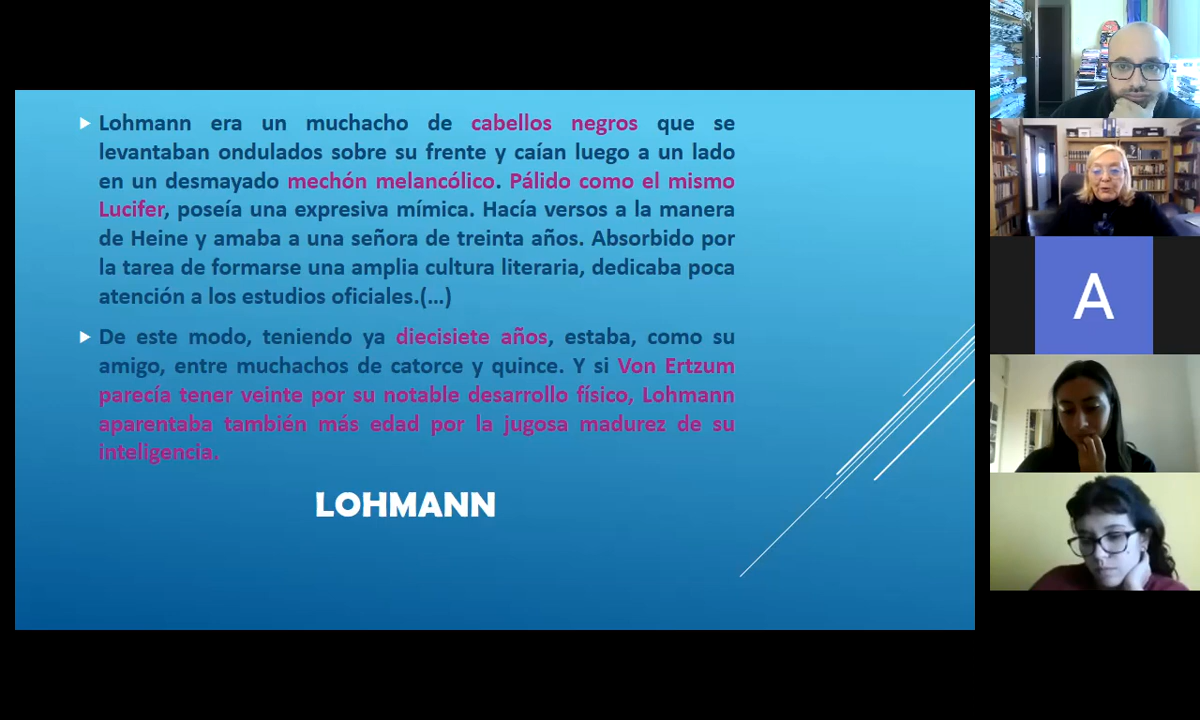 Lohmann era un muchacho de cabellos negros que se
levantaban ondulados sobre su frente y caían luego a un lado
en un desmayado mechón melancólico. Pálido como el mismo
Lucifer, poseía una expresiva mímica. Hacía versos a la manera
de Heine y amaba a una señora de treinta años. Absorbido por
la tarea de formarse una amplia cultura literaria, dedicaba poca
atención a los estudios oficiales.(...)
De este modo, teniendo ya diecisiete años, estaba, como su
amigo, entre muchachos de catorce y quince. Y si Von Ertzum
parecía tener veinte por su notable desarrollo físico, Lohmann
aparentaba también más edad por la jugosa madurez de su
inteligencia.
LOHMANN
A